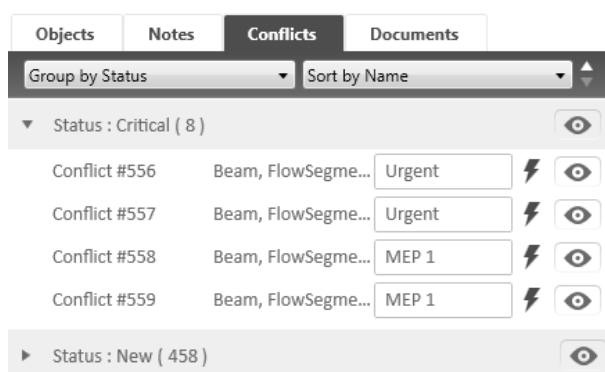 Objects Notes Conflicts Documents
Group by Status Sort by Name
Status : Critical ( 8 )
Conflict #556 Beam, FlowSegme... Urgent
Conflict #557 Beam, FlowSegme... Urgent
Conflict #558 Beam, FlowSegme... MEP 1
Conflict #559 Beam, FlowSegme... MEP 1
Status : New ( 458 )